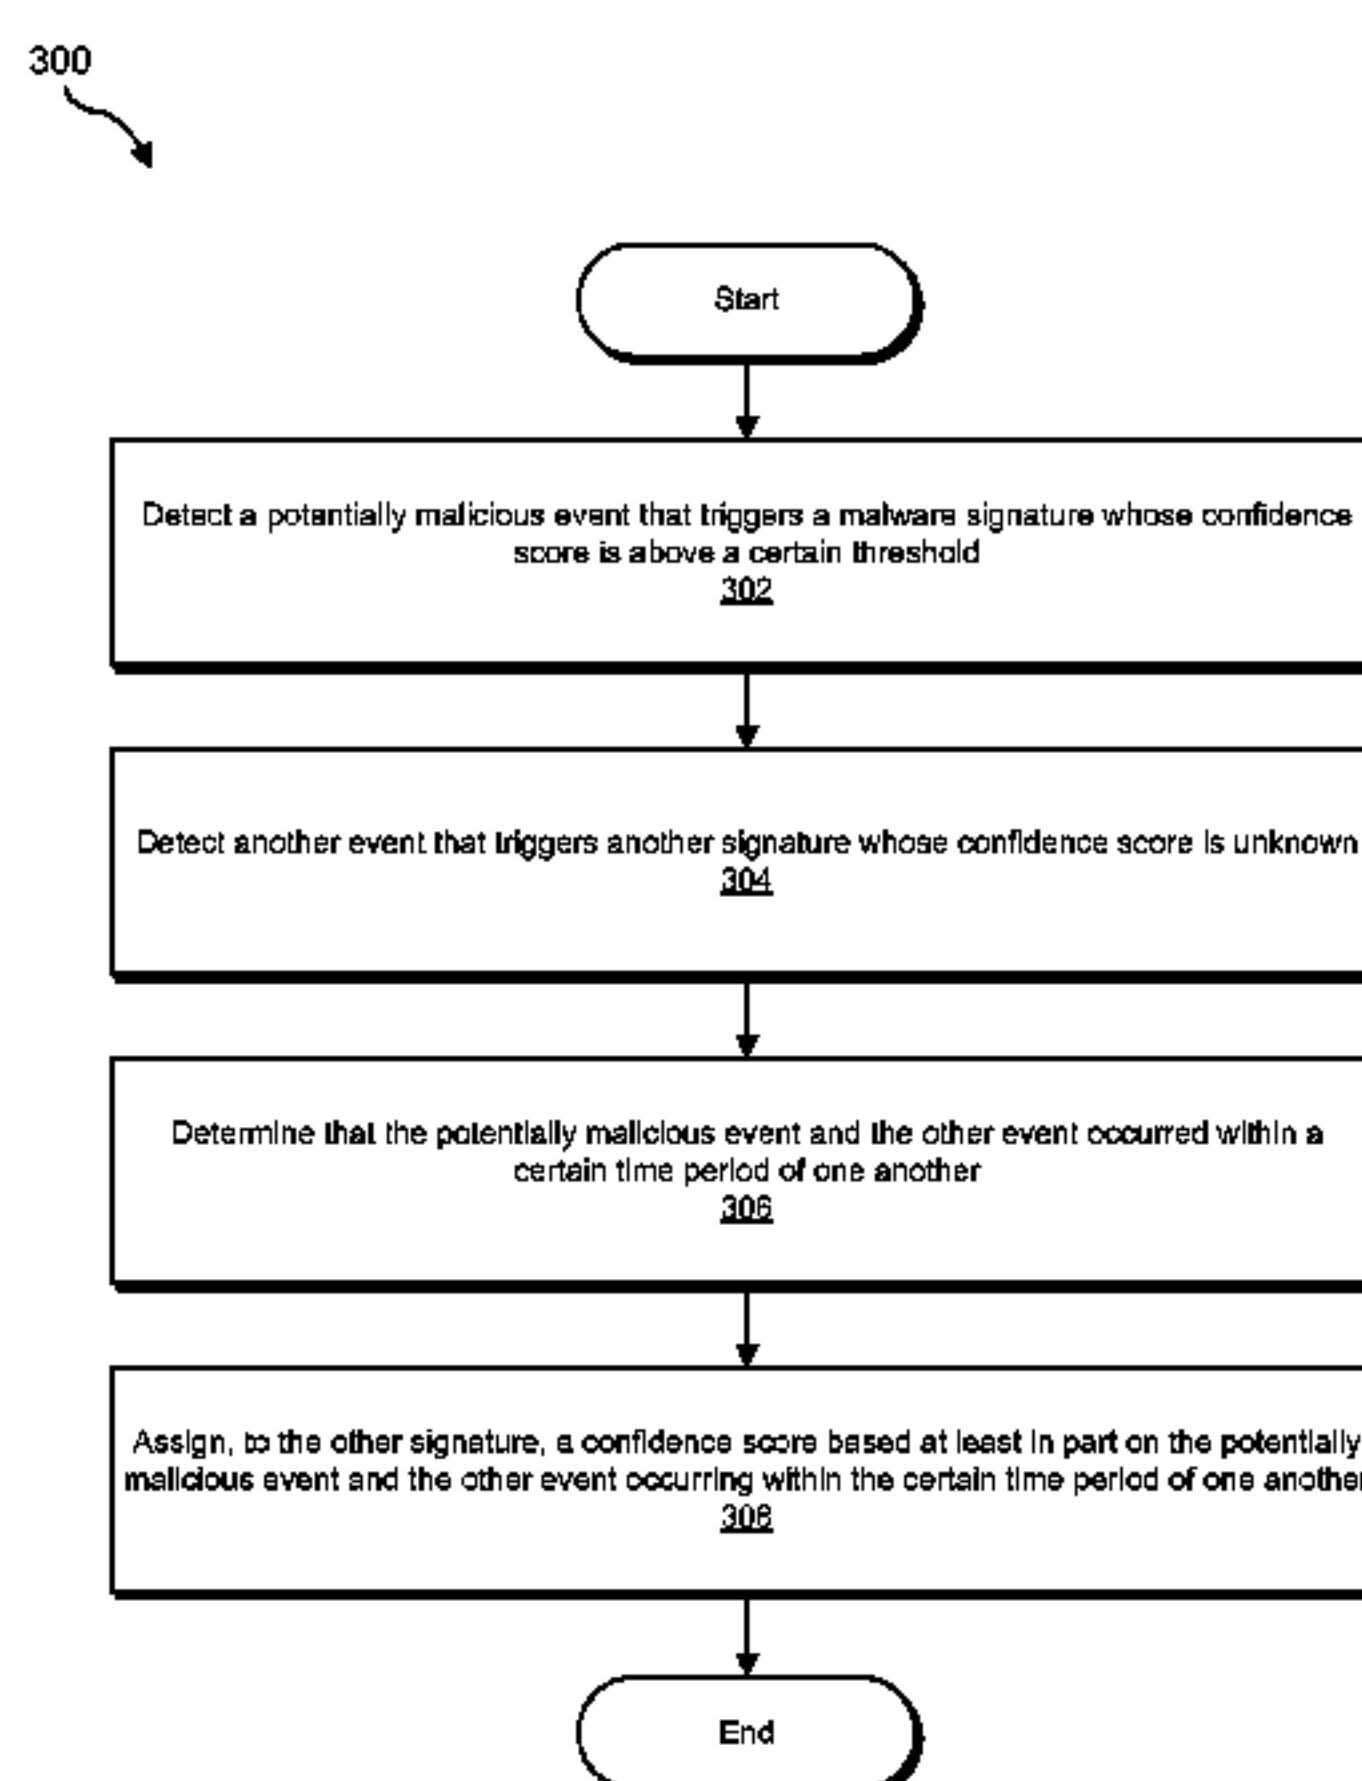 300
Start
Detect a potentially malicious event that triggers a malware signature whose confidence
score is above a certain threshold
302
Detect another event that triggers another signature whose confidence score is unknown
304
Determine that the potentially malicious event and the other event occurred within a
certain time period of one another
306
Assign, to the other signature, a confidence score based at least in part on the potentially
malicious event and the other event occurring within the certain time period of one another
308
End